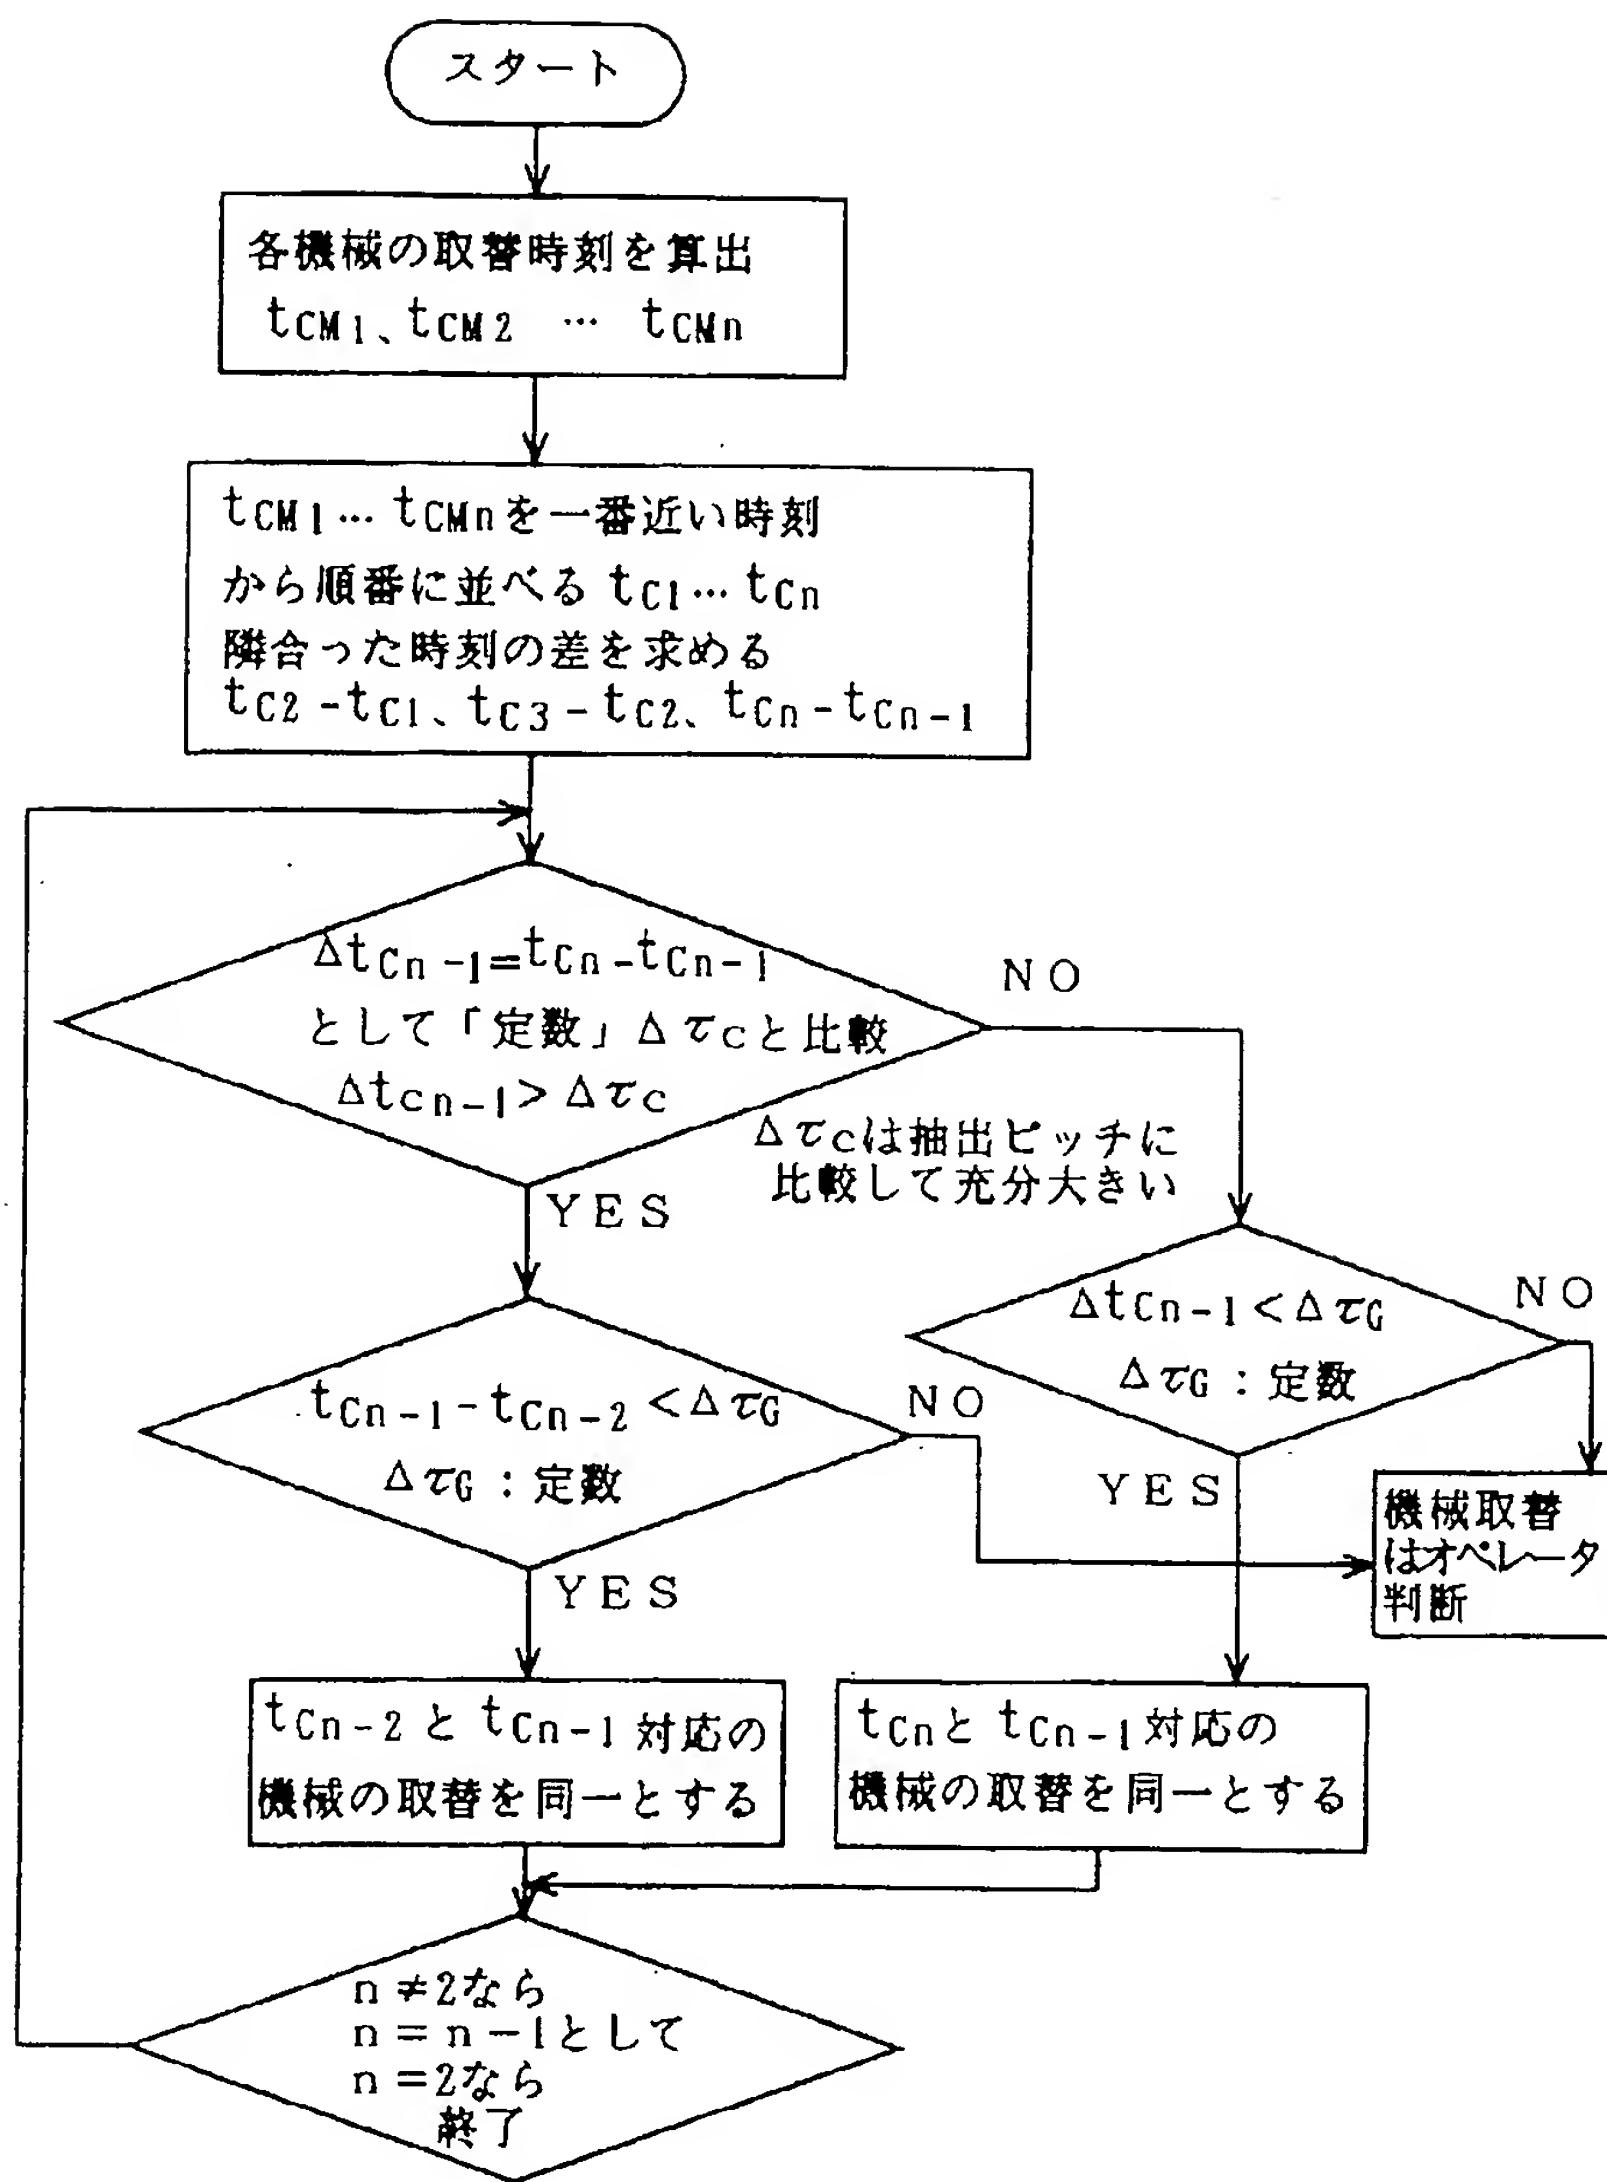 スタート
各機械の取替時刻を算出
tCM1、tCM2 … tCMn
tCM1… tCMnを一番近い時刻
から順番に並べる tC1… tCn
隣合った時刻の差を求める
tC2-tC1、tC3-tC2、tCn-tCn-1
ΔtCn-1=tCn-tCn-1
として「定数」ΔτCと比較
ΔtCn-1>ΔτC
NO
ΔτCは抽出ピッチに
比較して充分大きい
YES
ΔtCn-1<ΔτG
ΔτG:定数
NO
tCn-1-tCn-2<ΔτG
ΔτG:定数
NO
YES
機械取替
はオペレータ
判断
YES
tCn-2と tCn-1対応の
機械の取替を同一とする
tCnと tCn-1対応の
機械の取替を同一とする
n≠2なら
n=n-1として
n=2なら
終了